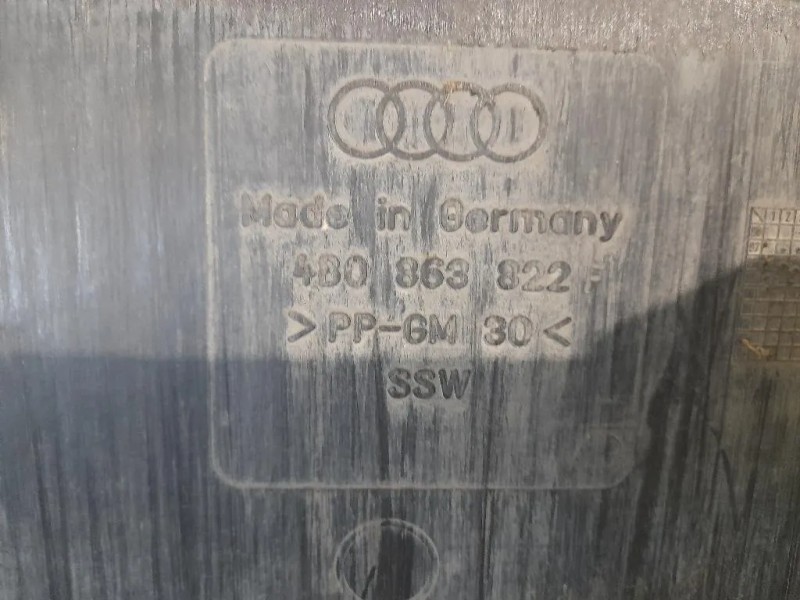 Made in Germany
4B0 863 822 F
>PP-GM 30<
SSW